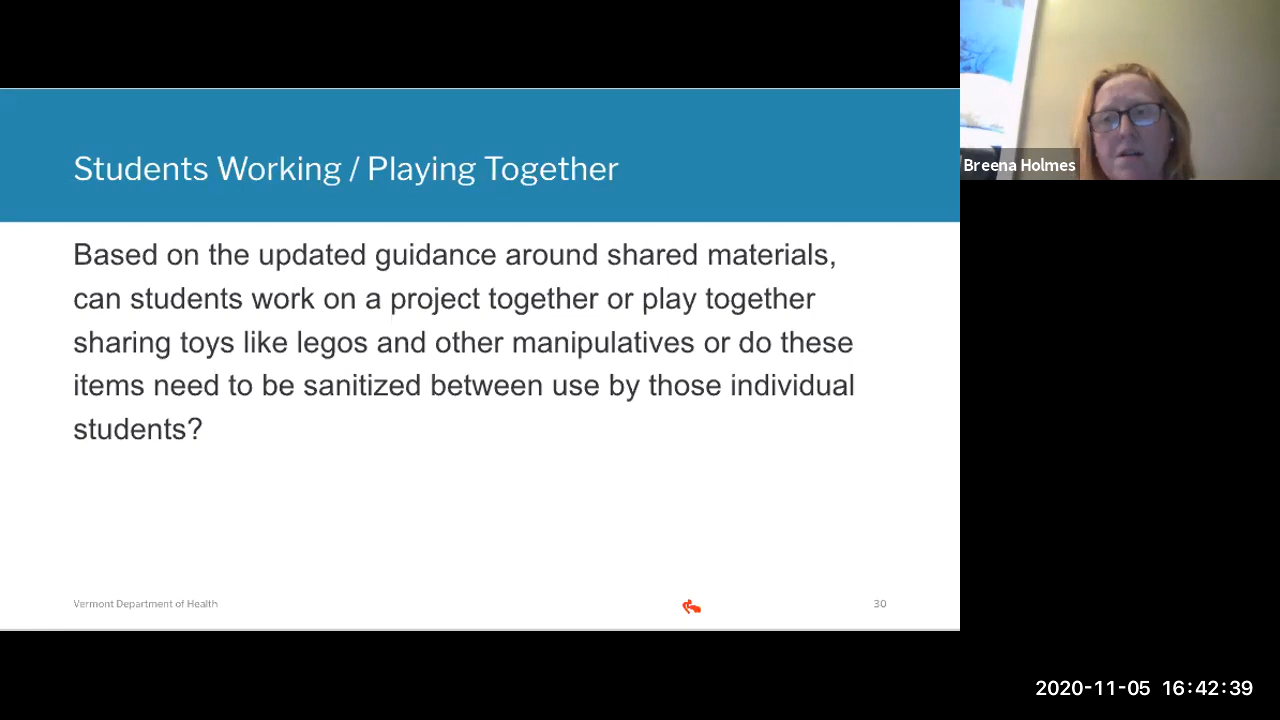 Students Working / Playing Together
Breena Holmes
Based on the updated guidance around shared materials,
can students work on a project together or play together
sharing toys like legos and other manipulatives or do these
items need to be sanitized between use by those individual
students?
Vermont Department of Health
30
2020-11-05 16:42:39